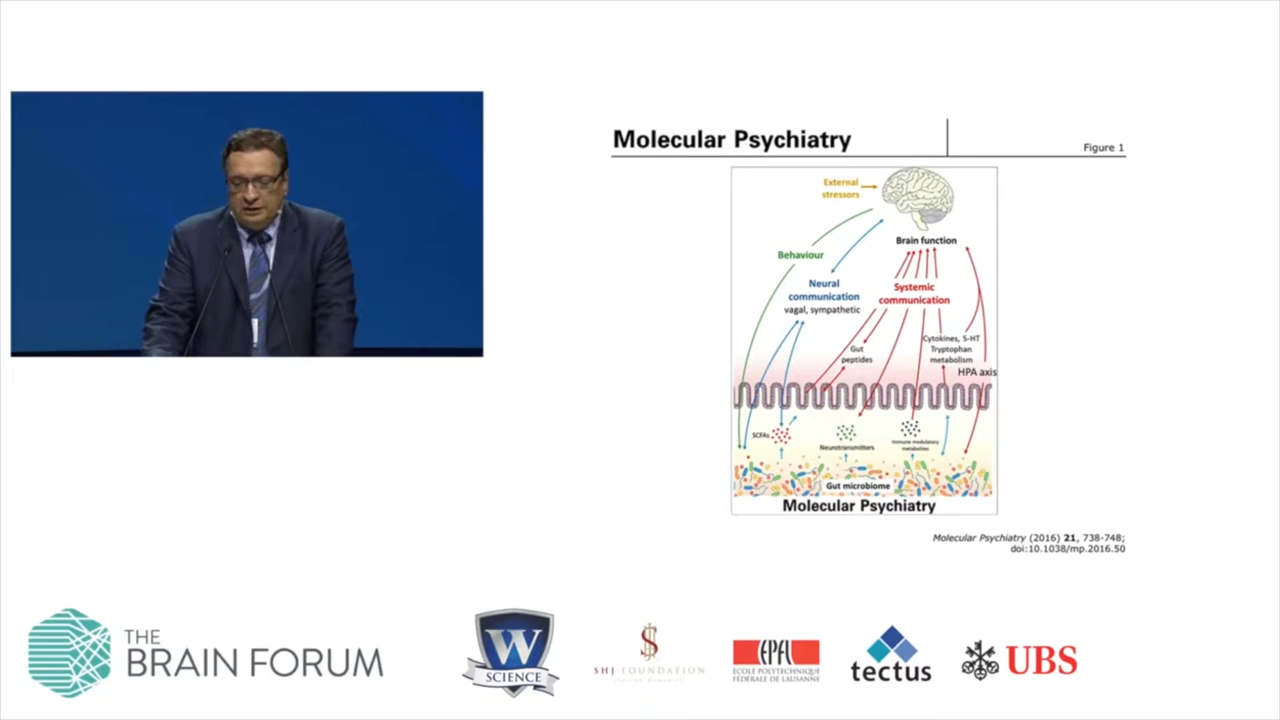 Molecular Psychiatry
Figure 1
External
stressors
Brain function
Behaviour
Neural
communication
vagal, sympathetic
Systemic
communication
Gut
peptides
Cytokines, 5-HT
Tryptophan
metabolism
HPA axis
SCFAs
Neurotransmitters
Immune modulatory
metabolites
Gut microbiome
Molecular Psychiatry
Molecular Psychiatry (2016) 21, 738-748;
doi:10.1038/mp.2016.50
THE
BRAIN FORUM
W
SCIENCE
SHJ FOUNDATION
EPFL
ECOLE POLYTECHNIQUE
FÉDÉRALE DE LAUSANNE
tectus
UBS